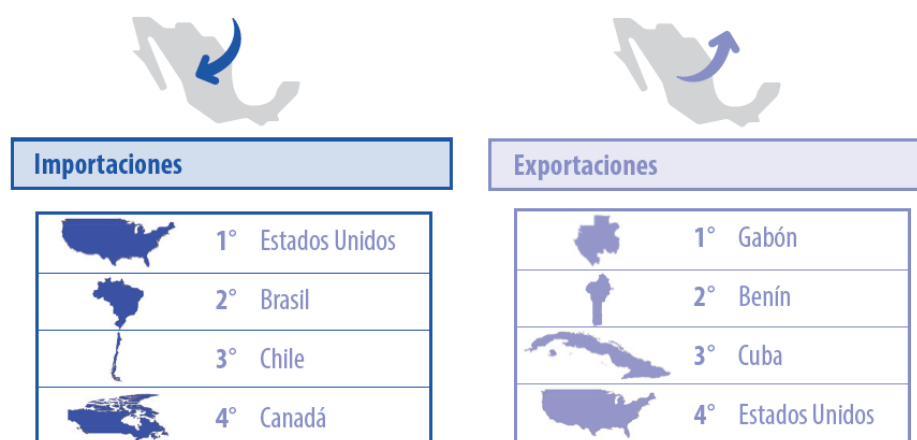 Importaciones
1° Estados Unidos
2° Brasil
3° Chile
4° Canadá
Exportaciones
1° Gabón
2° Benín
3° Cuba
4° Estados Unidos